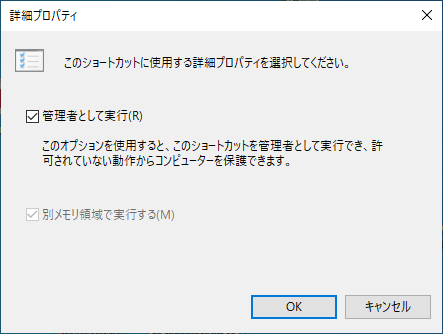 詳細プロパティ
このショートカットに使用する詳細プロパティを選択してください。
管理者として実行(R)
このオプションを使用すると、このショートカットを管理者として実行でき、許
可されていない動作からコンピューターを保護できます。
別メモリ領域で実行する(M)
OK
キャンセル